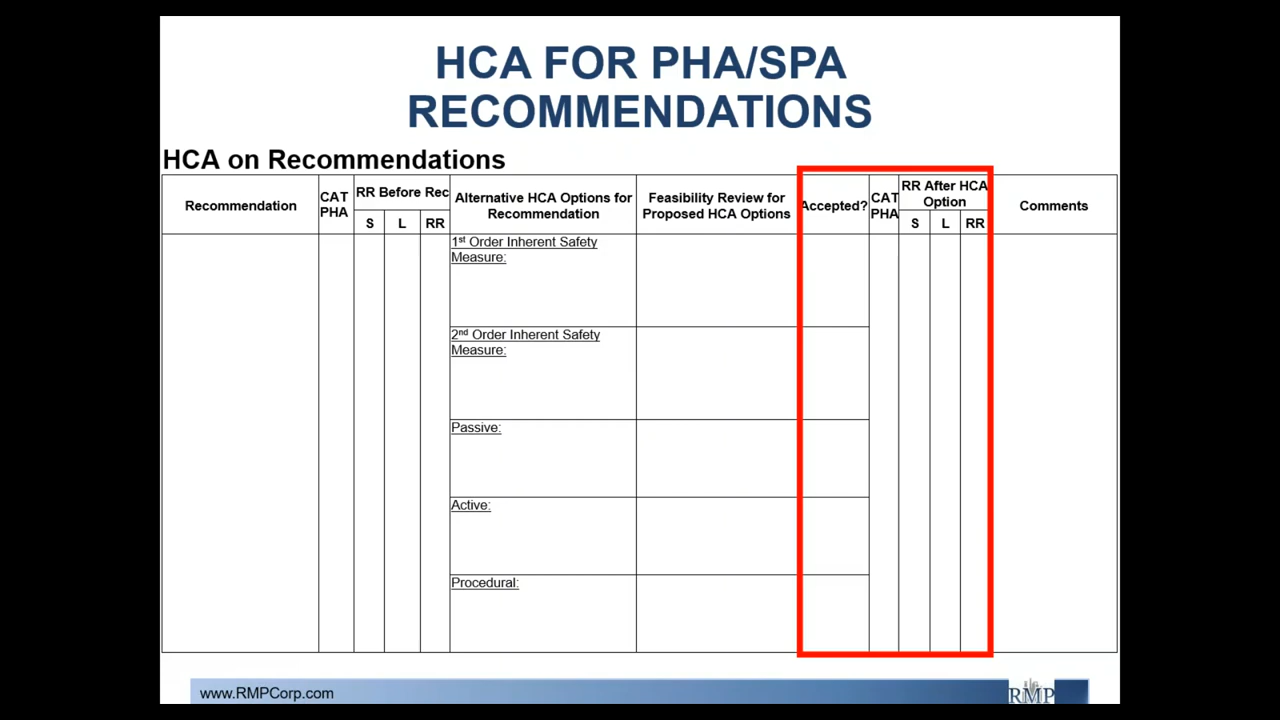 HCA FOR PHA/SPA
RECOMMENDATIONS
HCA on Recommendations
Recommendation
CAT
PHA
RR Before Rec
S L RR
Alternative HCA Options for
Recommendation
Feasibility Review for
Proposed HCA Options
Accepted?
CAT
PHA
RR After HCA
Option
S L RR
Comments
1st Order Inherent Safety
Measure:
2nd Order Inherent Safety
Measure:
Passive:
Active:
Procedural:
www.RMPCorp.com
RMP